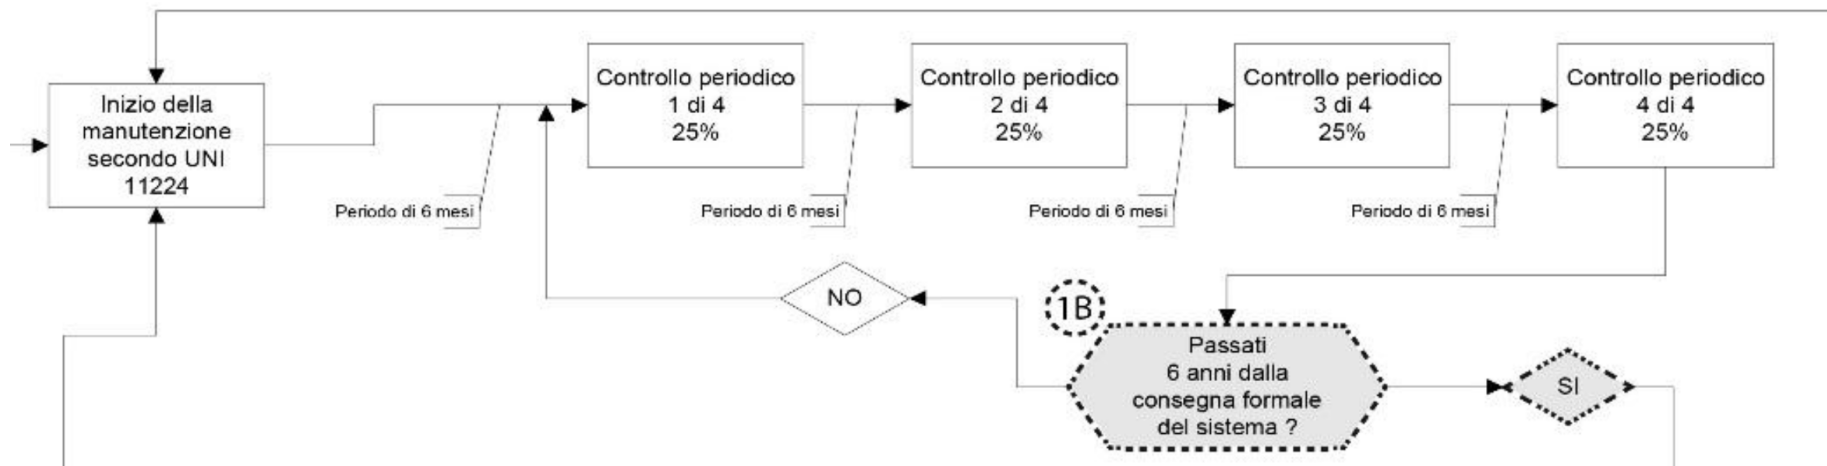 Inizio della
manutenzione
secondo UNI
11224
Controllo periodico
1 di 4
25%
Controllo periodico
2 di 4
25%
Controllo periodico
3 di 4
25%
Controllo periodico
4 di 4
25%
Periodo di 6 mesi
Periodo di 6 mesi
Periodo di 6 mesi
Periodo di 6 mesi
NO
1B
Passati
6 anni dalla
consegna formale
del sistema ?
SI